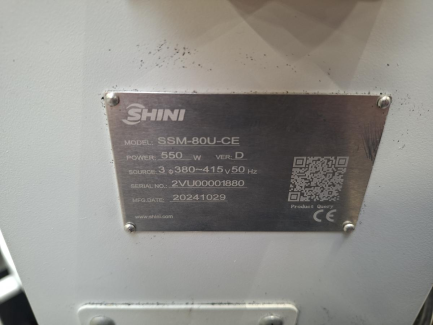 SHINI
MODEL: SSM-80U-CE
POWER: 550 W VER: D
SOURCE: 3 ø 380~415 V 50 Hz
SERIAL NO.: 2VU00001880
MFG. DATE: 20241029
Product Query
www.shini.com
CE